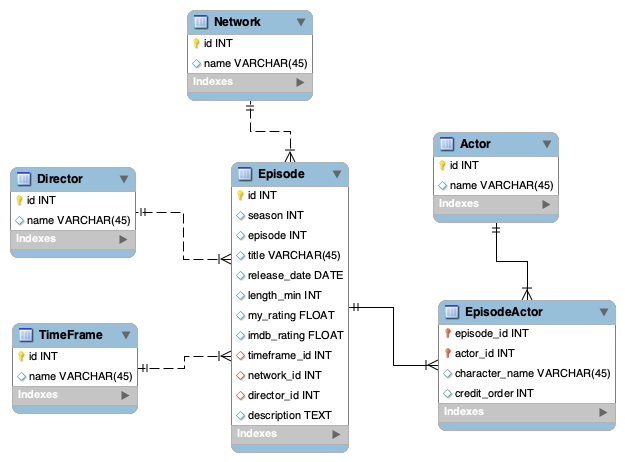 Network
id INT
name VARCHAR(45)
Indexes
Director
id INT
name VARCHAR(45)
Indexes
TimeFrame
id INT
name VARCHAR(45)
Indexes
Episode
id INT
season INT
episode INT
title VARCHAR(45)
release_date DATE
length_min INT
my_rating FLOAT
imdb_rating FLOAT
timeframe_id INT
network_id INT
director_id INT
description TEXT
Indexes
Actor
id INT
name VARCHAR(45)
Indexes
EpisodeActor
episode_id INT
actor_id INT
character_name VARCHAR(45)
credit_order INT
Indexes